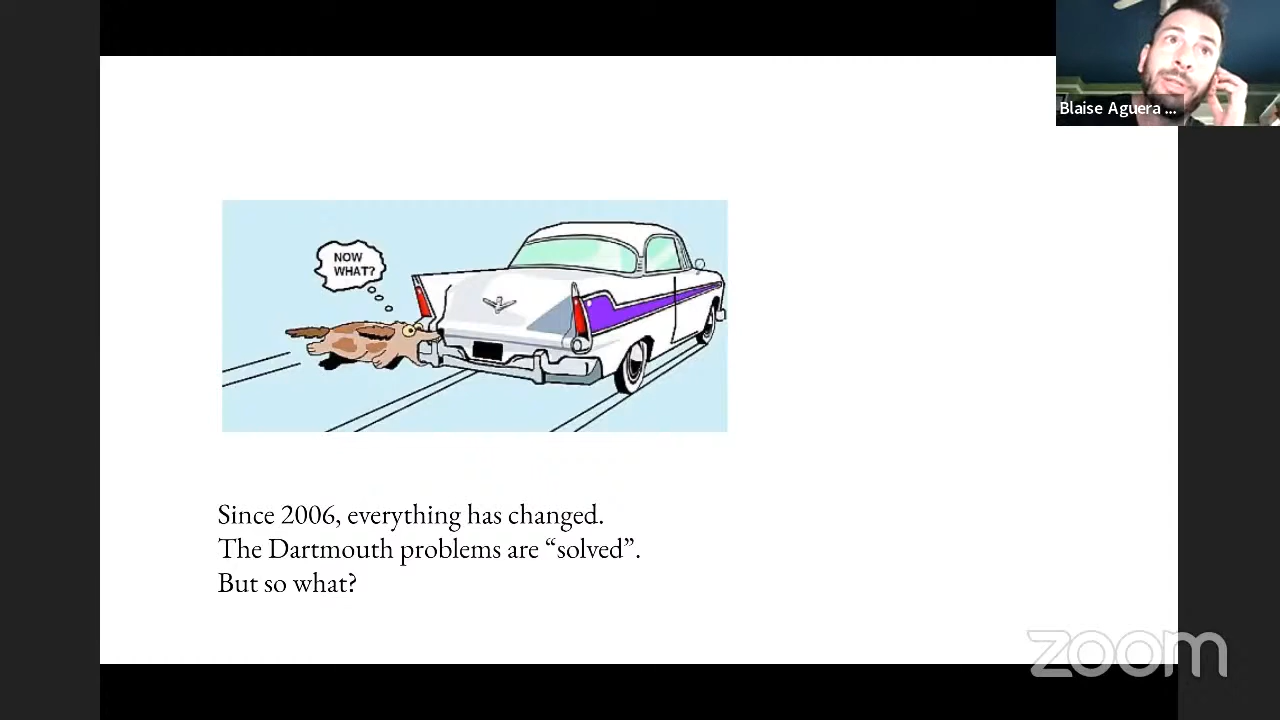 Blaise Aguera ...
NOW
WHAT?
Since 2006, everything has changed.
The Dartmouth problems are “solved”.
But so what?
zoom